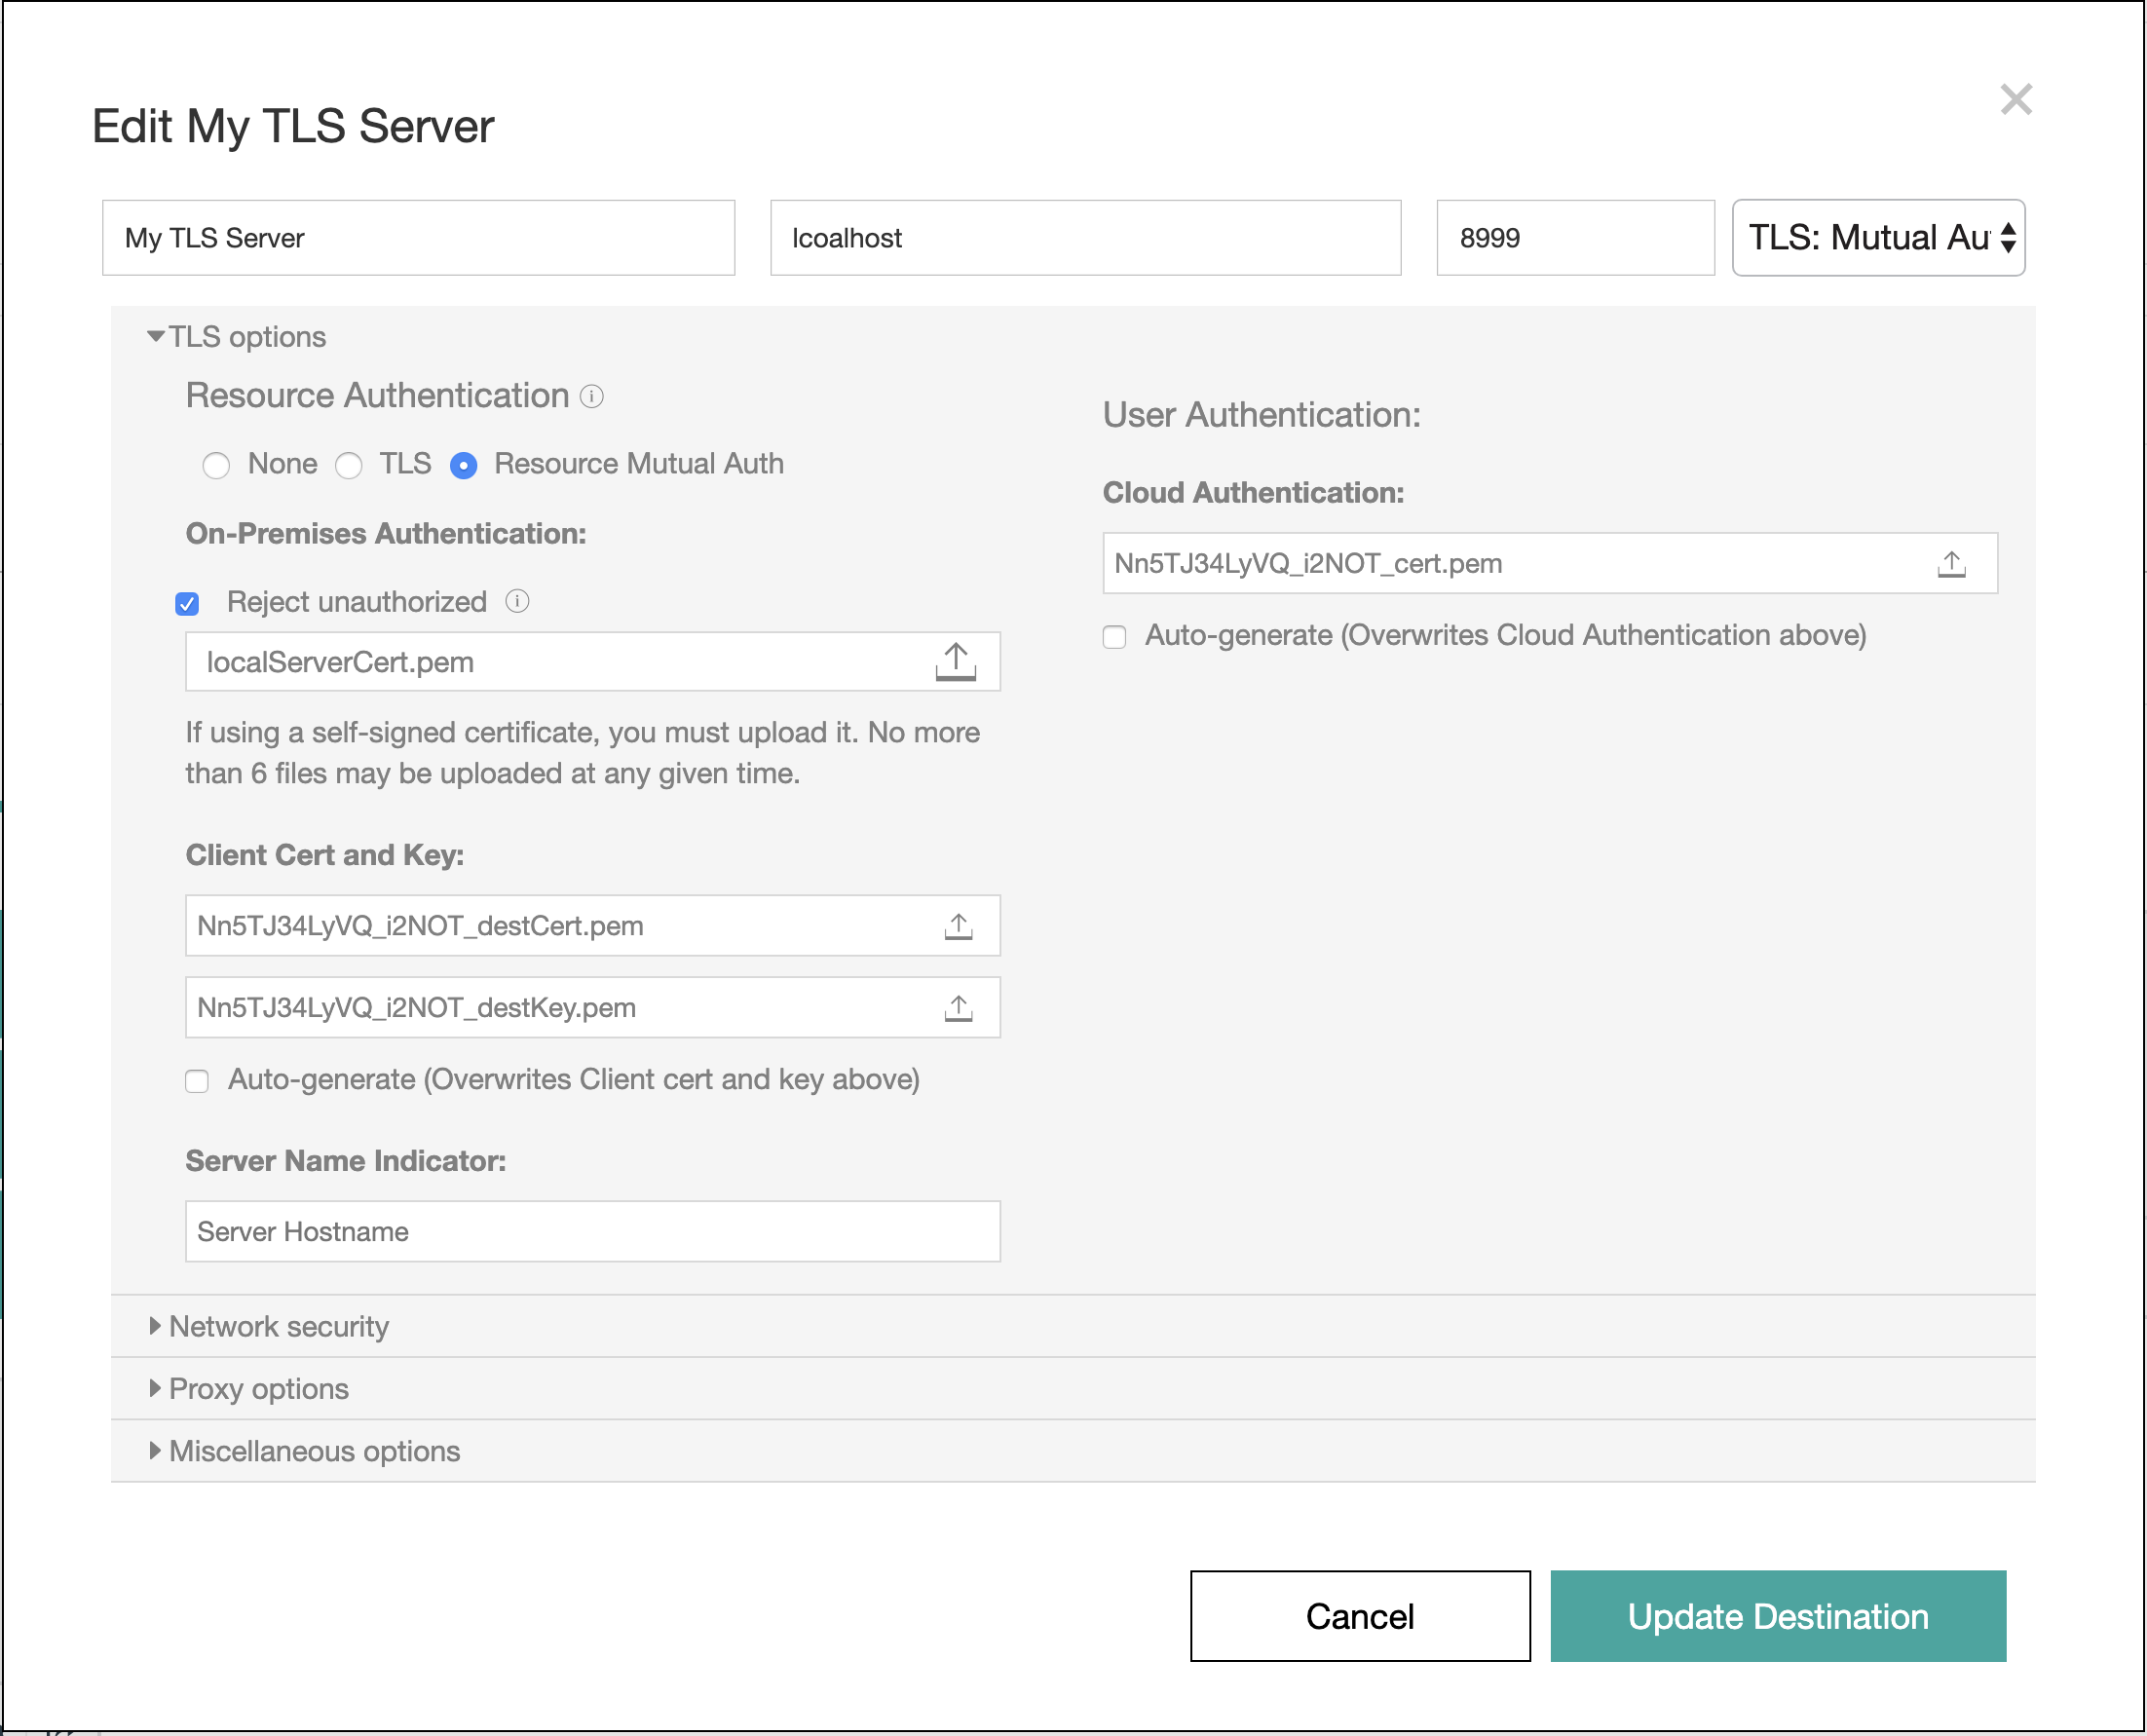 Edit My TLS Server
My TLS Server
lcoalhost
8999
TLS: Mutual Au
TLS options
Resource Authentication
None TLS Resource Mutual Auth
On-Premises Authentication:
Reject unauthorized
localServerCert.pem
If using a self-signed certificate, you must upload it. No more
than 6 files may be uploaded at any given time.
Client Cert and Key:
Nn5TJ34LyVQ_i2NOT_destCert.pem
Nn5TJ34LyVQ_i2NOT_destKey.pem
Auto-generate (Overwrites Client cert and key above)
Server Name Indicator:
Server Hostname
User Authentication:
Cloud Authentication:
Nn5TJ34LyVQ_i2NOT_cert.pem
Auto-generate (Overwrites Cloud Authentication above)
Network security
Proxy options
Miscellaneous options
Cancel
Update Destination